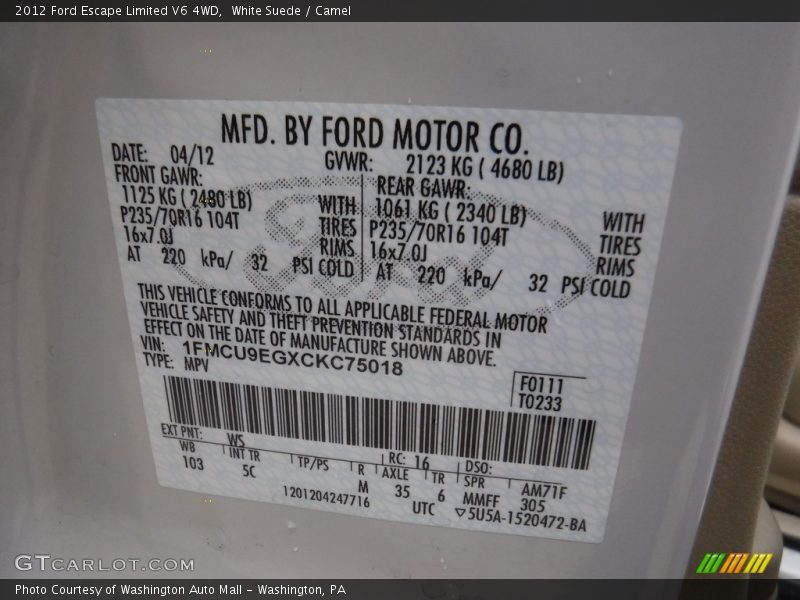 2012 Ford Escape Limited V6 4WD, White Suede / Camel
MFD. BY FORD MOTOR CO.
DATE: 04/12 GVWR: 2123 KG ( 4680 LB)
FRONT GAWR: REAR GAWR:
1125 KG ( 2480 LB) WITH 1061 KG ( 2340 LB) WITH
P235/70R16 104T TIRES P235/70R16 104T TIRES
16x7.0J RIMS 16x7.0J RIMS
AT 220 kPa/ 32 PSI COLD AT 220 kPa/ 32 PSI COLD
THIS VEHICLE CONFORMS TO ALL APPLICABLE FEDERAL MOTOR
VEHICLE SAFETY AND THEFT PREVENTION STANDARDS IN
EFFECT ON THE DATE OF MANUFACTURE SHOWN ABOVE.
VIN: 1FMCU9EGXCKC75018
TYPE: MPV
F0111
T0233
EXT PNT: WS RC: 16 DSO:
WB INT TR TP/PS R AXLE TR SPR AM71F
103 5C M 35 6 MMFF 305
1201204247716 UTC ▽5U5A-1520472-BA
GTCARLOT.COM
Photo Courtesy of Washington Auto Mall - Washington, PA